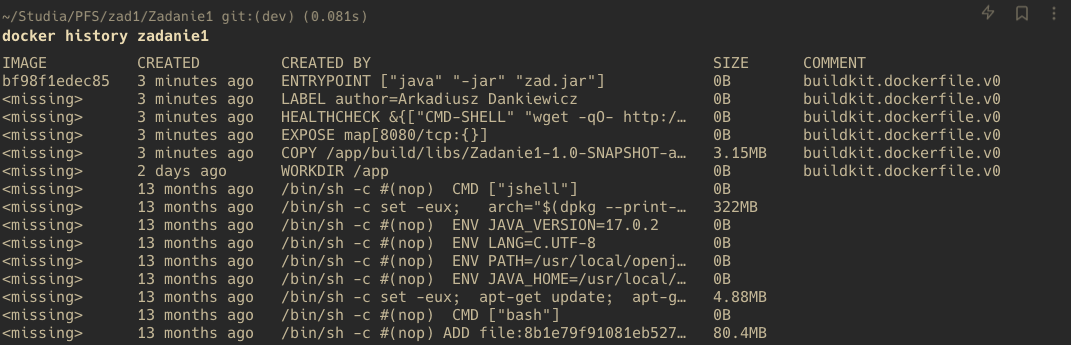 ~/Studia/PFS/zad1/Zadanie1 git:(dev) (0.081s)
docker history zadanie1
IMAGE CREATED CREATED BY SIZE COMMENT
bf98f1edec85 3 minutes ago ENTRYPOINT ["java" "-jar" "zad.jar"] 0B buildkit.dockerfile.v0
<missing> 3 minutes ago LABEL author=Arkadiusz Dankiewicz 0B buildkit.dockerfile.v0
<missing> 3 minutes ago HEALTHCHECK &{["CMD-SHELL" "wget -qO- http:/… 0B buildkit.dockerfile.v0
<missing> 3 minutes ago EXPOSE map[8080/tcp:{}] 0B buildkit.dockerfile.v0
<missing> 3 minutes ago COPY /app/build/libs/Zadanie1-1.0-SNAPSHOT-a… 3.15MB buildkit.dockerfile.v0
<missing> 2 days ago WORKDIR /app 0B buildkit.dockerfile.v0
<missing> 13 months ago /bin/sh -c #(nop) CMD ["jshell"] 0B
<missing> 13 months ago /bin/sh -c set -eux; arch="$(dpkg --print-… 322MB
<missing> 13 months ago /bin/sh -c #(nop) ENV JAVA_VERSION=17.0.2 0B
<missing> 13 months ago /bin/sh -c #(nop) ENV LANG=C.UTF-8 0B
<missing> 13 months ago /bin/sh -c #(nop) ENV PATH=/usr/local/openj… 0B
<missing> 13 months ago /bin/sh -c #(nop) ENV JAVA_HOME=/usr/local/… 0B
<missing> 13 months ago /bin/sh -c set -eux; apt-get update; apt-g… 4.88MB
<missing> 13 months ago /bin/sh -c #(nop) CMD ["bash"] 0B
<missing> 13 months ago /bin/sh -c #(nop) ADD file:8b1e79f91081eb527… 80.4MB